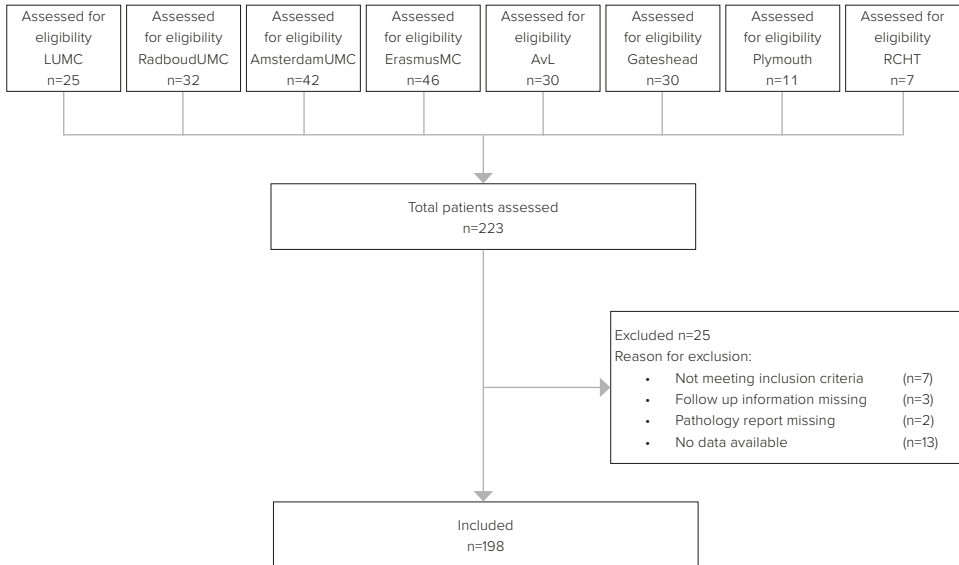 Assessed for
eligibility
LUMC
n=25
Assessed
for eligibility
RadboudUMC
n=32
Assessed
for eligibility
AmsterdamUMC
n=42
Assessed
for eligibility
ErasmusMC
n=46
Assessed for
eligibility
AvL
n=30
Assessed
for eligibility
Gateshead
n=30
Assessed
for eligibility
Plymouth
n=11
Assessed for
eligibility
RCHT
n=7
Total patients assessed
n=223
Excluded n=25
Reason for exclusion:
• Not meeting inclusion criteria (n=7)
• Follow up information missing (n=3)
• Pathology report missing (n=2)
• No data available (n=13)
Included
n=198